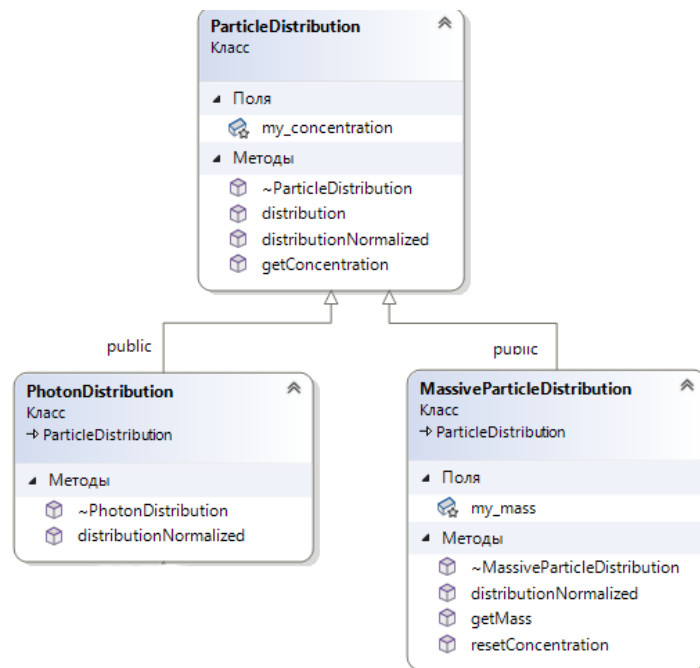 ParticleDistribution
Класс
Поля
my_concentration
Методы
~ParticleDistribution
distribution
distributionNormalized
getConcentration
public
public
PhotonDistribution
Класс
ParticleDistribution
Методы
~PhotonDistribution
distributionNormalized
MassiveParticleDistribution
Класс
ParticleDistribution
Поля
my_mass
Методы
~MassiveParticleDistribution
distributionNormalized
getMass
resetConcentration